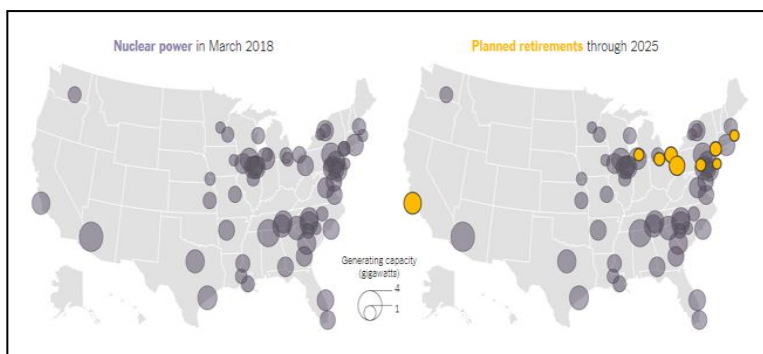 Nuclear power in March 2018
Planned retirements through 2025
Generating capacity
(gigawatts)
4
1